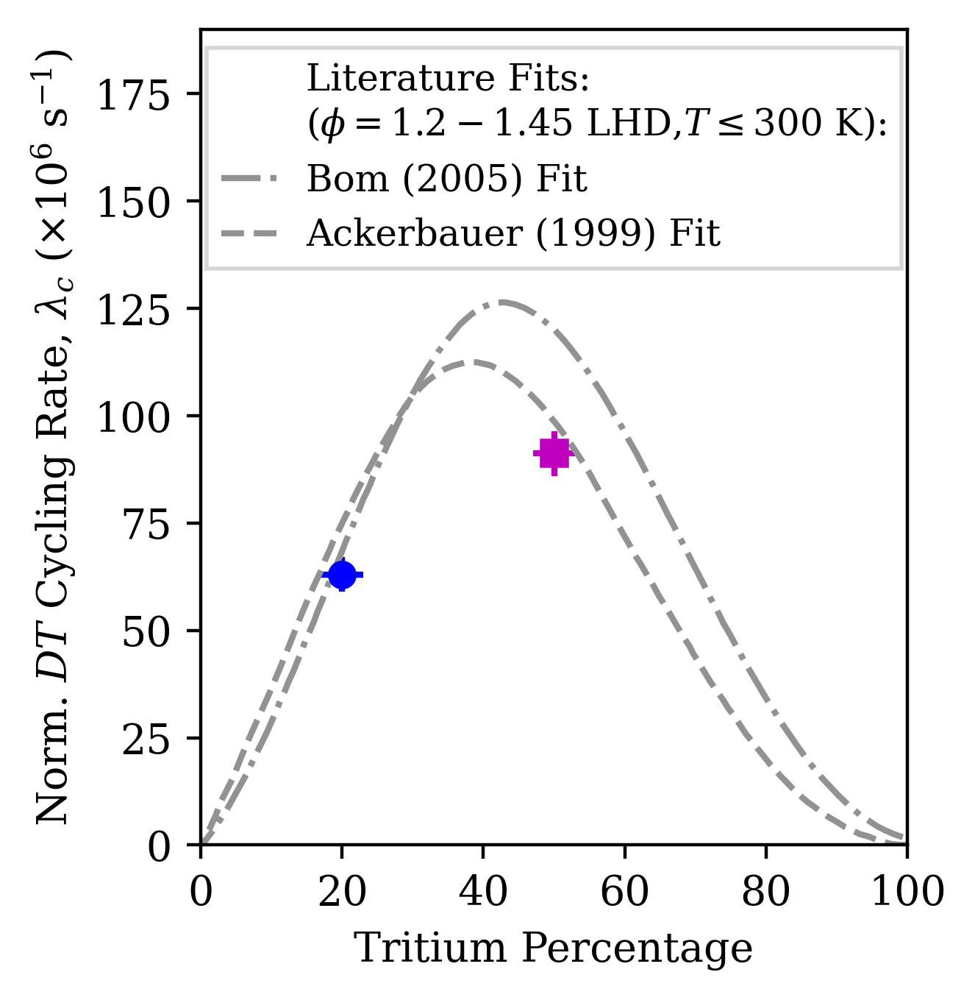 Norm. DT Cycling Rate, λc (×10⁶ s⁻¹)
175
150
125
100
75
50
25
0
Literature Fits:
(ϕ = 1.2 − 1.45 LHD,T ≤ 300 K):
Bom (2005) Fit
Ackerbauer (1999) Fit
0 20 40 60 80 100
Tritium Percentage